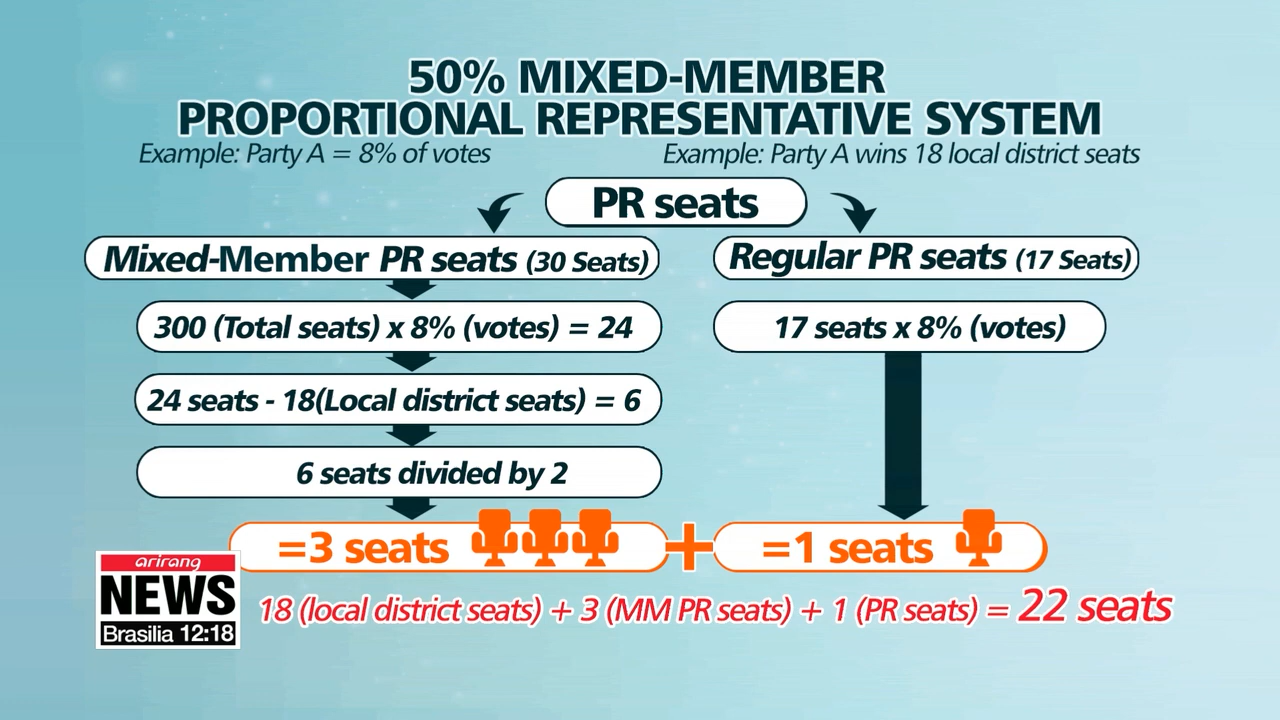 50% MIXED-MEMBER
PROPORTIONAL REPRESENTATIVE SYSTEM
Example: Party A = 8% of votes
Example: Party A wins 18 local district seats
PR seats
Mixed-Member PR seats (30 Seats)
Regular PR seats (17 Seats)
300 (Total seats) x 8% (votes) = 24
17 seats x 8% (votes)
24 seats - 18(Local district seats) = 6
6 seats divided by 2
=3 seats
+
=1 seats
18 (local district seats) + 3 (MM PR seats) + 1 (PR seats) = 22 seats
arirang
NEWS
Brasilia 12:18